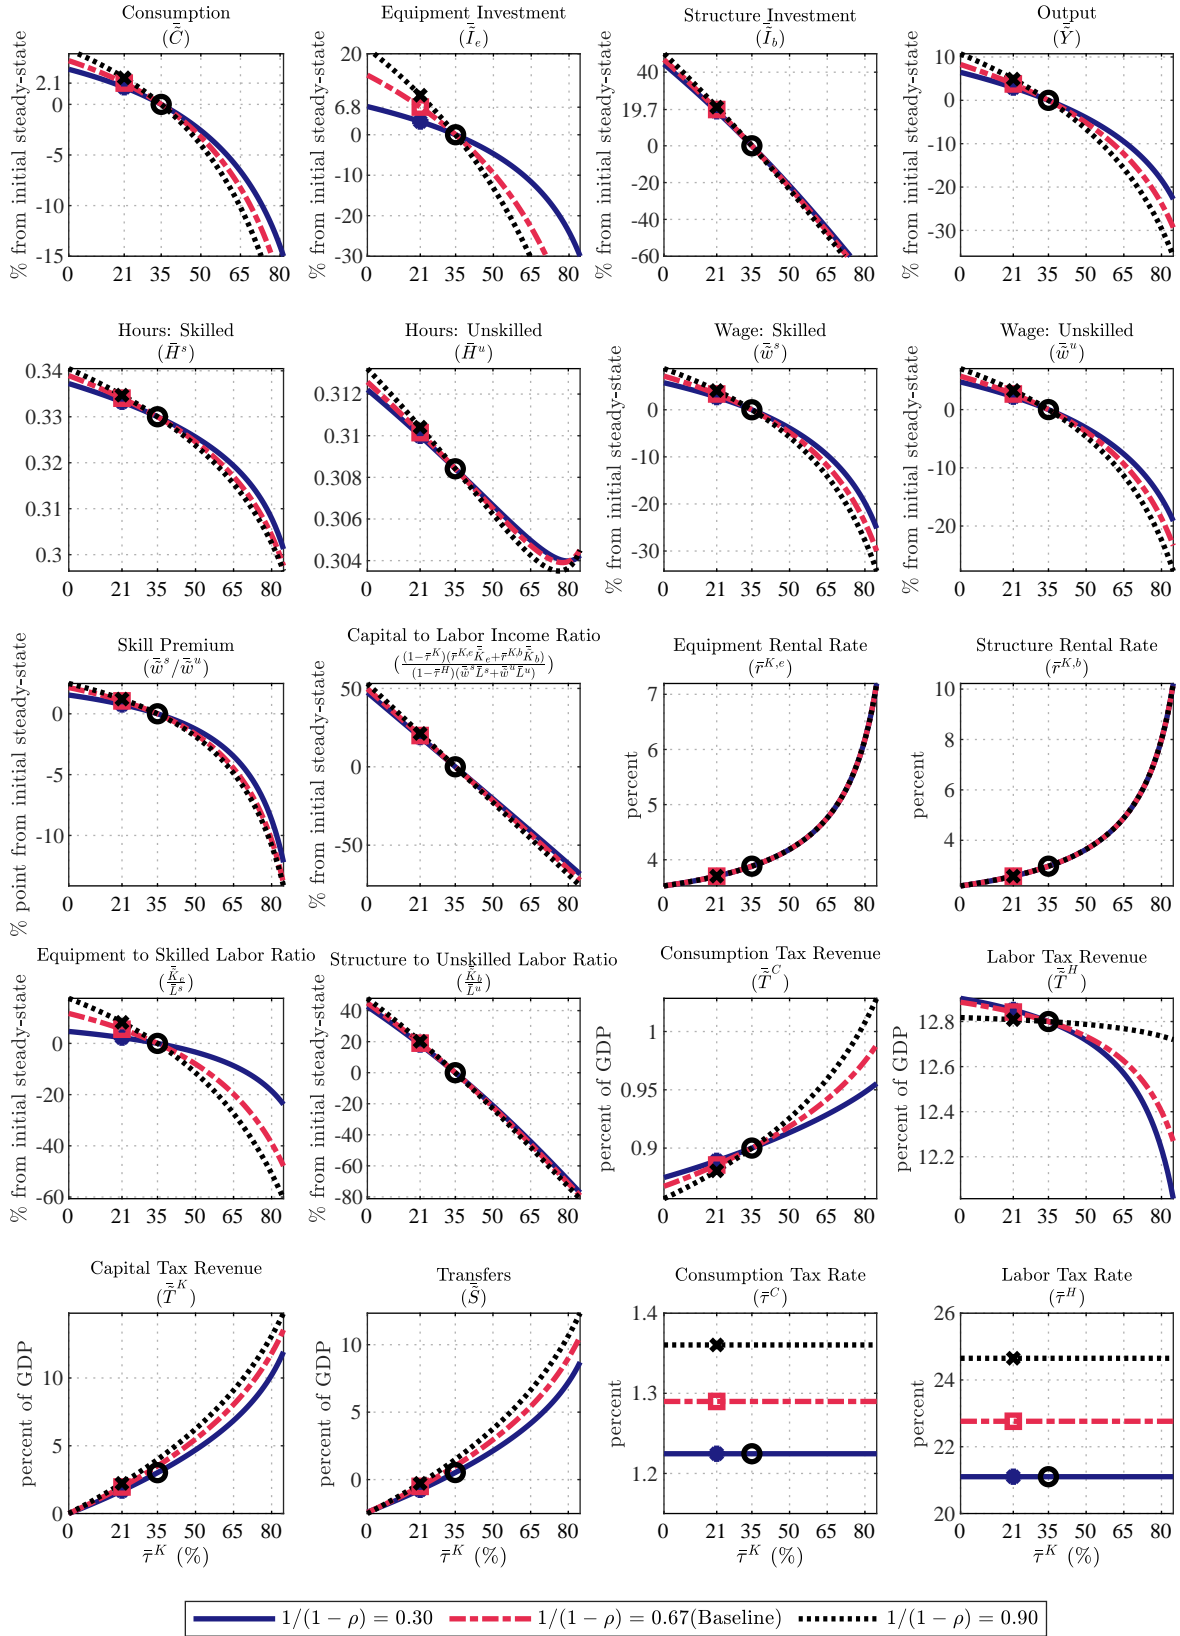 Consumption
(C̃̄)
% from initial steady-state
2.1
0
-5
-10
-15
0 21 35 50 65 80
Equipment Investment
(Ĩ̄_e)
20
6.8
0
-10
-20
-30
0 21 35 50 65 80
Structure Investment
(Ĩ̄_b)
% from initial steady-state
40
19.7
0
-20
-40
-60
0 21 35 50 65 80
Output
(Ỹ̄)
% from initial steady-state
10
0
-10
-20
-30
0 21 35 50 65 80
Hours: Skilled
(H̄^s)
0.34
0.33
0.32
0.31
0.3
0 21 35 50 65 80
Hours: Unskilled
(H̄^u)
0.312
0.31
0.308
0.306
0.304
0 21 35 50 65 80
Wage: Skilled
(w̃̄^s)
% from initial steady-state
0
-10
-20
-30
0 21 35 50 65 80
Wage: Unskilled
(w̃̄^u)
% from initial steady-state
0
-10
-20
0 21 35 50 65 80
Skill Premium
(w̃̄^s/w̃̄^u)
% point from initial steady-state
0
-5
-10
0 21 35 50 65 80
Capital to Labor Income Ratio
((1−τ̄^K)(r̄^{K,e}K̃̄_e+r̄^{K,b}K̃̄_b)/(1−τ̄^H)(w̃̄^s L̄^s+w̃̄^u L̄^u))
% from initial steady-state
50
0
-50
0 21 35 50 65 80
Equipment Rental Rate
(r̄^{K,e})
percent
7
6
5
4
0 21 35 50 65 80
Structure Rental Rate
(r̄^{K,b})
percent
10
8
6
4
0 21 35 50 65 80
Equipment to Skilled Labor Ratio
(K̃̄_e/L̄^s)
% from initial steady-state
0
-20
-40
-60
0 21 35 50 65 80
Structure to Unskilled Labor Ratio
(K̃̄_b/L̄^u)
% from initial steady-state
40
20
0
-20
-40
-60
-80
0 21 35 50 65 80
Consumption Tax Revenue
(T̃̄^C)
percent of GDP
1
0.95
0.9
0 21 35 50 65 80
Labor Tax Revenue
(T̃̄^H)
percent of GDP
12.8
12.6
12.4
12.2
0 21 35 50 65 80
Capital Tax Revenue
(T̃̄^K)
percent of GDP
10
5
0
0 21 35 50 65 80
τ̄^K (%)
Transfers
(S̃̄)
percent of GDP
10
5
0
0 21 35 50 65 80
τ̄^K (%)
Consumption Tax Rate
(τ̄^C)
percent
1.4
1.3
1.2
0 21 35 50 65 80
τ̄^K (%)
Labor Tax Rate
(τ̄^H)
percent
26
24
22
20
0 21 35 50 65 80
τ̄^K (%)
1/(1 − ρ) = 0.30 1/(1 − ρ) = 0.67(Baseline) 1/(1 − ρ) = 0.90